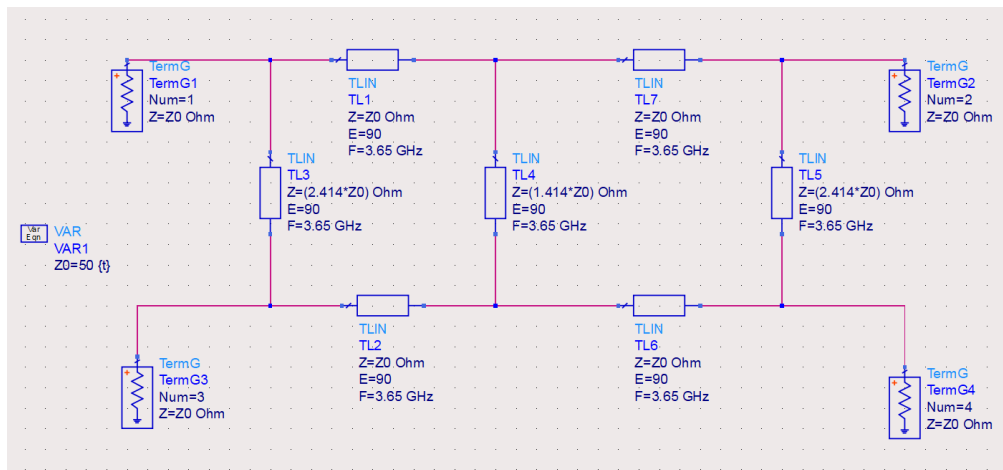 TermG
TermG1
Num=1
Z=Z0 Ohm
TLIN
TL1
Z=Z0 Ohm
E=90
F=3.65 GHz
TLIN
TL7
Z=Z0 Ohm
E=90
F=3.65 GHz
TermG
TermG2
Num=2
Z=Z0 Ohm
TLIN
TL3
Z=(2.414*Z0) Ohm
E=90
F=3.65 GHz
TLIN
TL4
Z=(1.414*Z0) Ohm
E=90
F=3.65 GHz
TLIN
TL5
Z=(2.414*Z0) Ohm
E=90
F=3.65 GHz
Var
Eqn
VAR
VAR1
Z0=50 {t}
TLIN
TL2
Z=Z0 Ohm
E=90
F=3.65 GHz
TLIN
TL6
Z=Z0 Ohm
E=90
F=3.65 GHz
TermG
TermG3
Num=3
Z=Z0 Ohm
TermG
TermG4
Num=4
Z=Z0 Ohm